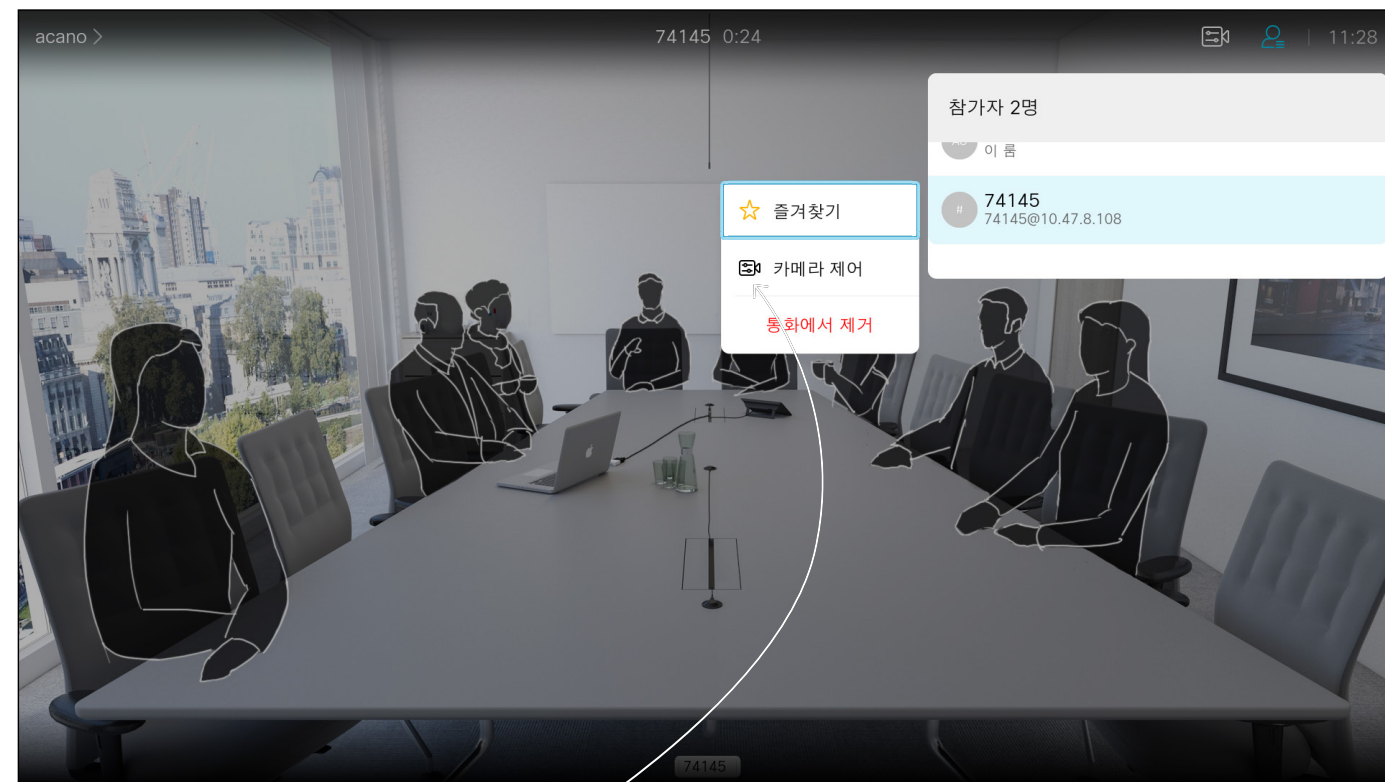 acano >
74145 0:24
11:28
참가자 2명
이 룸
#
74145
74145@10.47.8.108
즐겨찾기
카메라 제어
통화에서 제거
74145